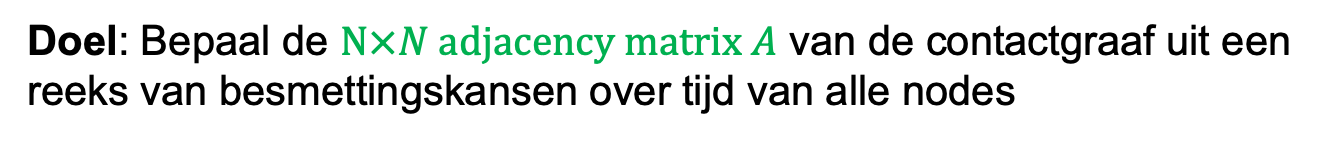 Doel: Bepaal de N×N adjacency matrix A van de contactgraaf uit een
reeks van besmettingskansen over tijd van alle nodes